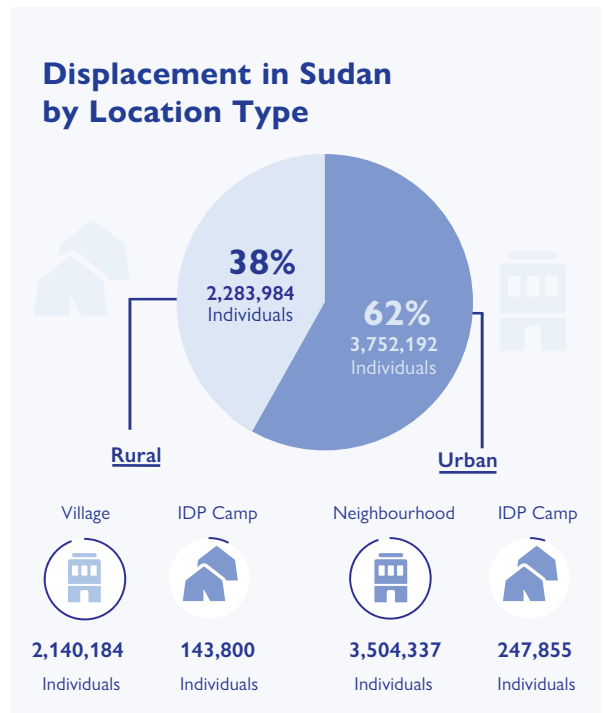 Displacement in Sudan
by Location Type
38%
2,283,984
Individuals
62%
3,752,192
Individuals
Rural
Urban
Village
IDP Camp
Neighbourhood
IDP Camp
2,140,184
143,800
3,504,337
247,855
Individuals
Individuals
Individuals
Individuals